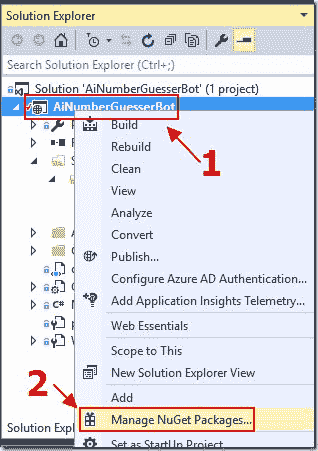 Solution Explorer
Search Solution Explorer (Ctrl+;)
Solution 'AiNumberGuesserBot' (1 project)
AiNumberGuesserBot
1
Build
Rebuild
Clean
View
Analyze
Convert
Publish...
Configure Azure AD Authentication...
Add Application Insights Telemetry...
Web Essentials
Scope to This
New Solution Explorer View
2
Add
Manage NuGet Packages...
Solution Explo
Set as StartUp Project